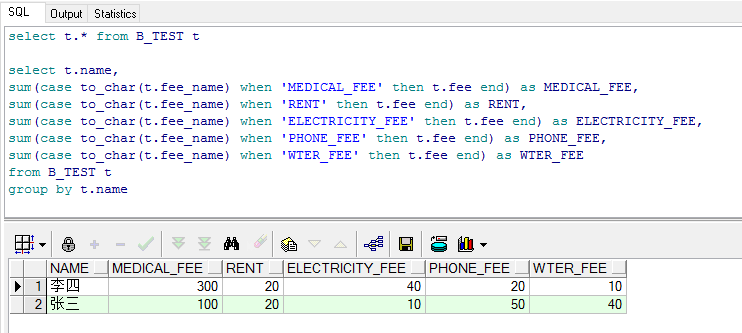 SQL Output Statistics
select t.* from B_TEST t
select t.name,
sum(case to_char(t.fee_name) when 'MEDICAL_FEE' then t.fee end) as MEDICAL_FEE,
sum(case to_char(t.fee_name) when 'RENT' then t.fee end) as RENT,
sum(case to_char(t.fee_name) when 'ELECTRICITY_FEE' then t.fee end) as ELECTRICITY_FEE,
sum(case to_char(t.fee_name) when 'PHONE_FEE' then t.fee end) as PHONE_FEE,
sum(case to_char(t.fee_name) when 'WTER_FEE' then t.fee end) as WTER_FEE
from B_TEST t
group by t.name
NAME MEDICAL_FEE RENT ELECTRICITY_FEE PHONE_FEE WTER_FEE
1 李四 300 20 40 20 10
2 张三 100 20 10 50 40